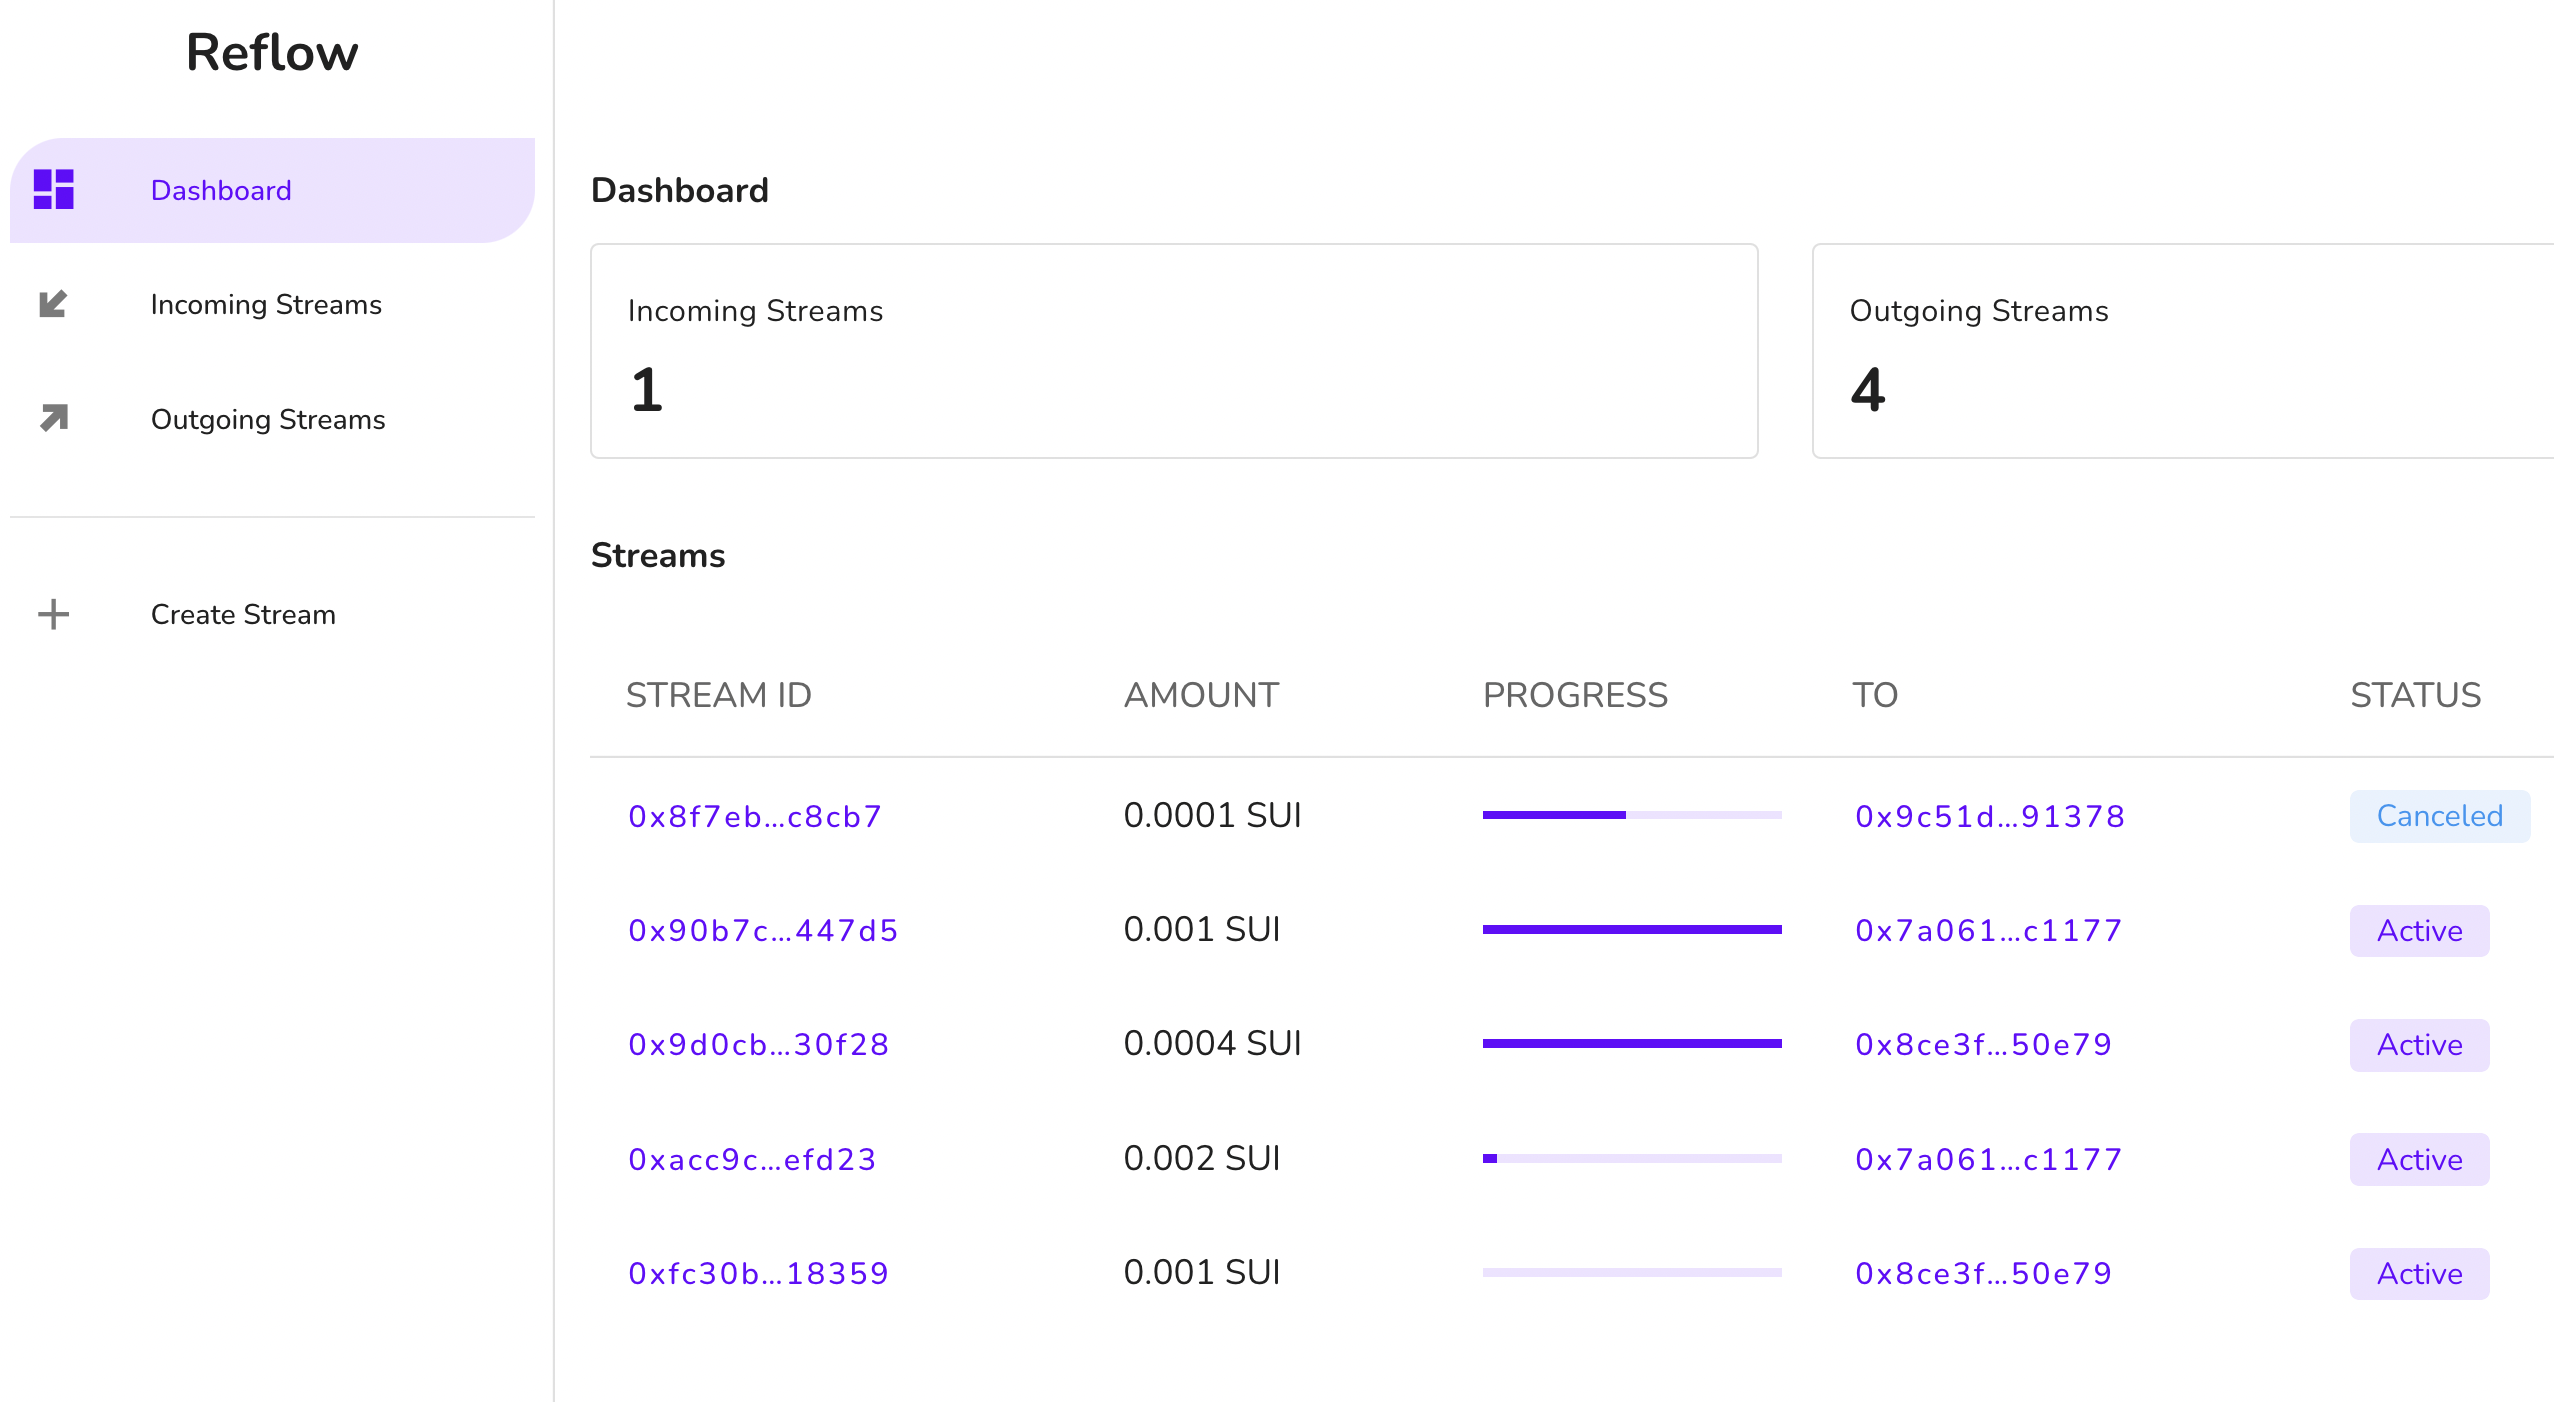 Reflow
Dashboard
Incoming Streams
Outgoing Streams
Create Stream
Dashboard
Incoming Streams
1
Outgoing Streams
4
Streams
STREAM ID AMOUNT PROGRESS TO STATUS
0x8f7eb...c8cb7 0.0001 SUI 0x9c51d...91378 Canceled
0x90b7c...447d5 0.001 SUI 0x7a061...c1177 Active
0x9d0cb...30f28 0.0004 SUI 0x8ce3f...50e79 Active
0xacc9c...efd23 0.002 SUI 0x7a061...c1177 Active
0xfc30b...18359 0.001 SUI 0x8ce3f...50e79 Active